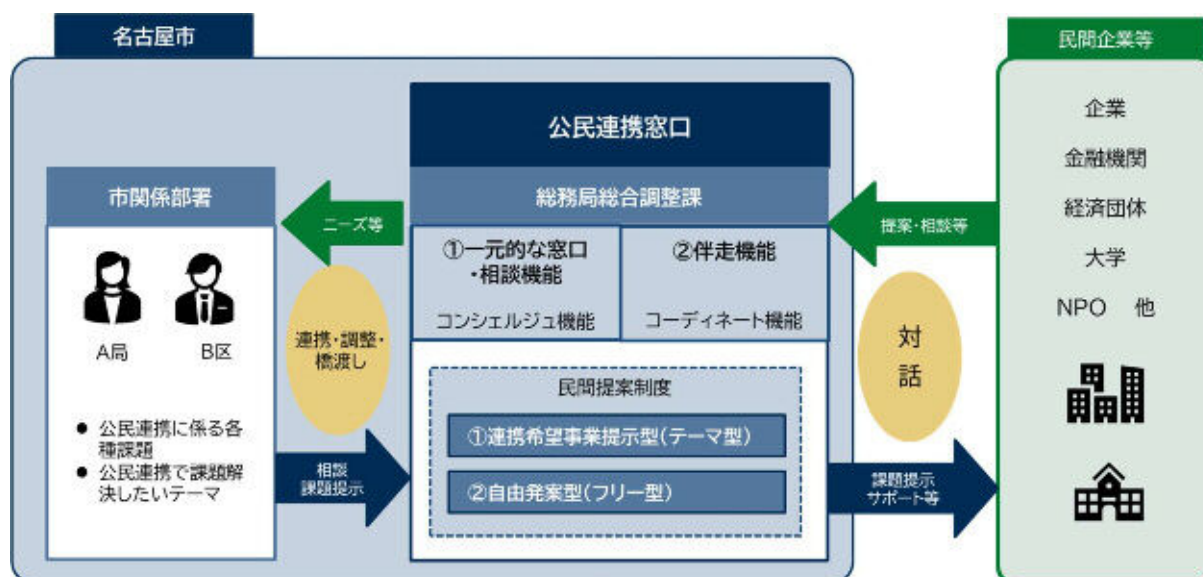 名古屋市
民間企業等
公民連携窓口
市関係部署
総務局総合調整課
ニーズ等
提案・相談等
①一元的な窓口
・相談機能
コンシェルジュ機能
②伴走機能
コーディネート機能
A局
B区
連携・調整・
橋渡し
対
話
企業
金融機関
経済団体
大学
NPO 他
民間提案制度
①連携希望事業提示型(テーマ型)
②自由発案型(フリー型)
● 公民連携に係る各
種課題
● 公民連携で課題解
決したいテーマ
相談
課題提示
課題提示
サポート等